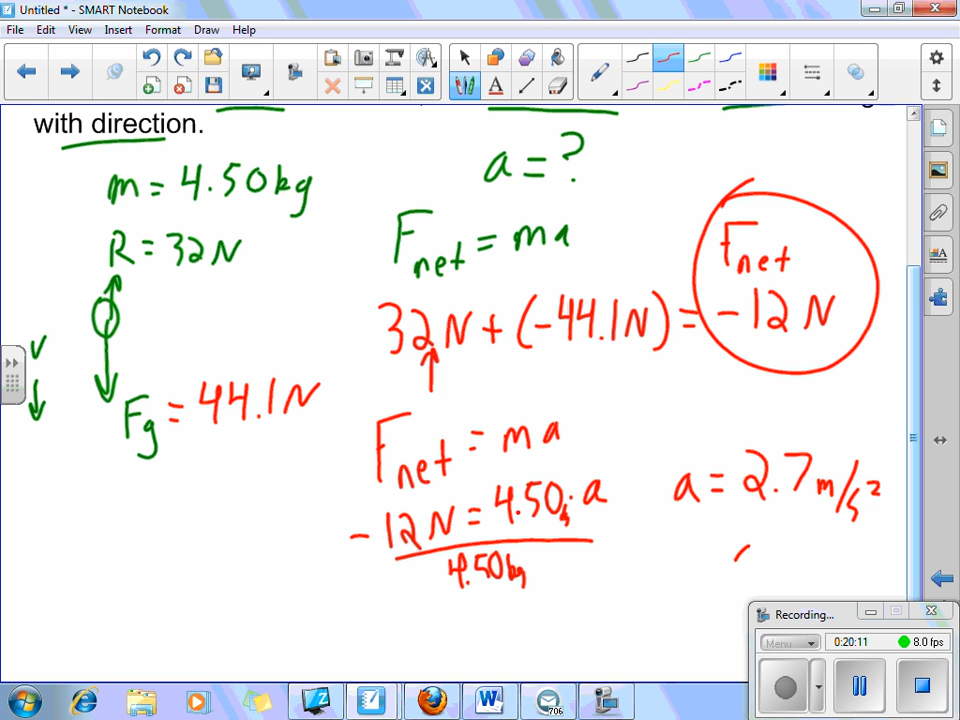 Untitled * - SMART Notebook
File Edit View Insert Format Draw Help
with direction.
m = 4.50kg
a = ?
R = 32N
Fnet = ma
Fnet
32N + (-44.1N) = -12N
v
Fg = 44.1N
Fnet = ma
a = 2.7 m/s²
-12N = 4.50 · a
4.50kg
Recording...
Menu
0:20:11
8.0 fps
706